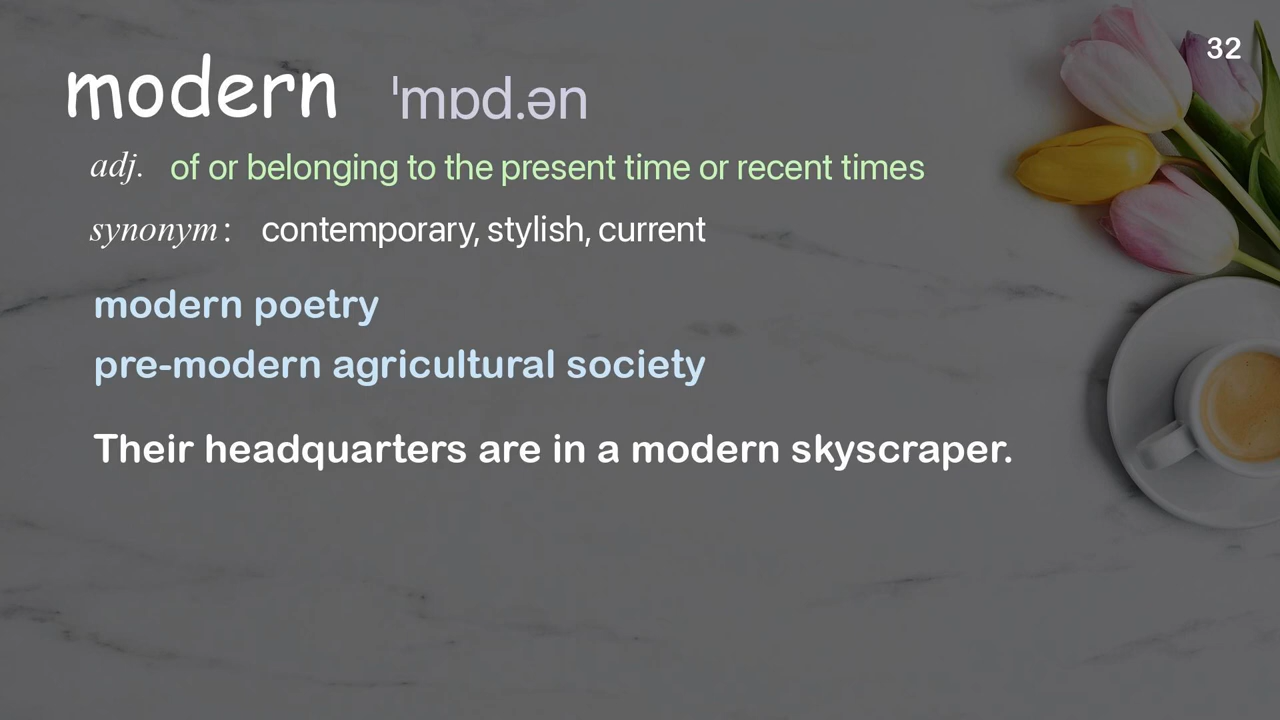 32
modern ˈmɒd.ən
adj. of or belonging to the present time or recent times
synonym: contemporary, stylish, current
modern poetry
pre-modern agricultural society
Their headquarters are in a modern skyscraper.